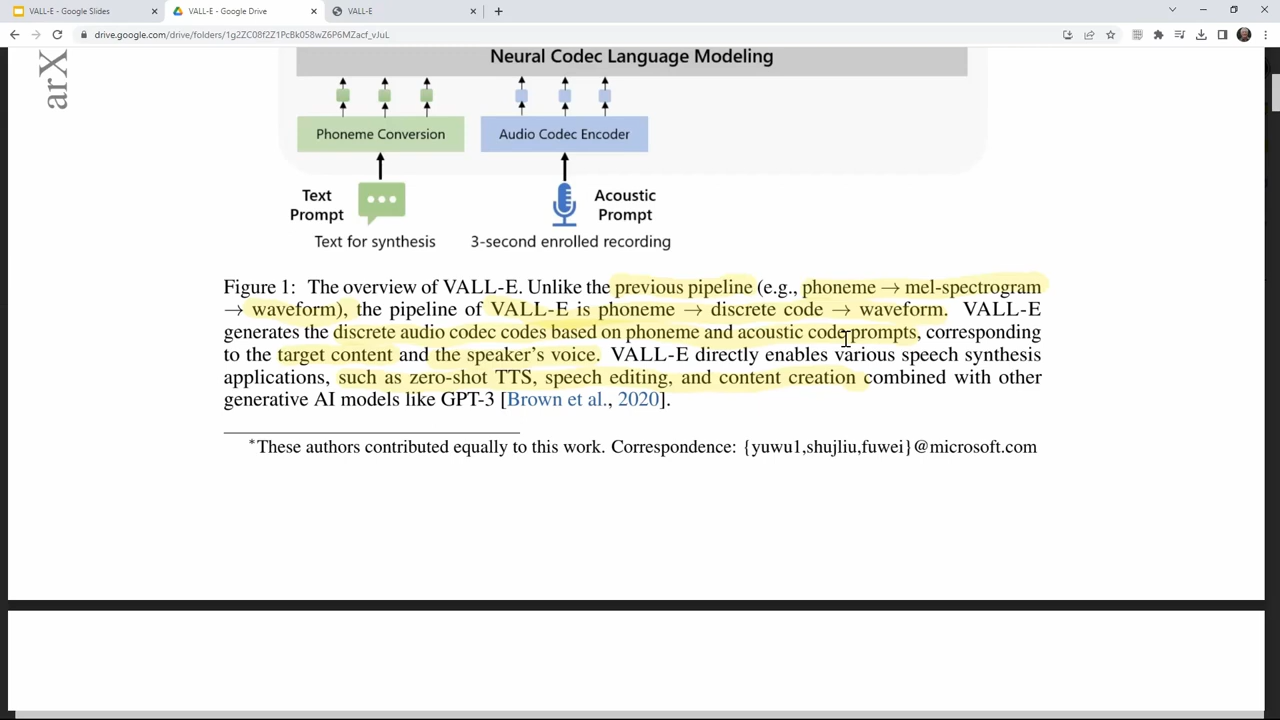 VALL-E - Google Slides
VALL-E - Google Drive
VALL-E
drive.google.com/drive/folders/1g2ZC08f2Z1PcBk058wZ6P6MZacf_vJuL
arX
Neural Codec Language Modeling
Phoneme Conversion
Audio Codec Encoder
Text
Prompt
Acoustic
Prompt
Text for synthesis
3-second enrolled recording
Figure 1: The overview of VALL-E. Unlike the previous pipeline (e.g., phoneme → mel-spectrogram
→ waveform), the pipeline of VALL-E is phoneme → discrete code → waveform. VALL-E
generates the discrete audio codec codes based on phoneme and acoustic code prompts, corresponding
to the target content and the speaker's voice. VALL-E directly enables various speech synthesis
applications, such as zero-shot TTS, speech editing, and content creation combined with other
generative AI models like GPT-3 [Brown et al., 2020].
*These authors contributed equally to this work. Correspondence: {yuwu1,shujliu,fuwei}@microsoft.com